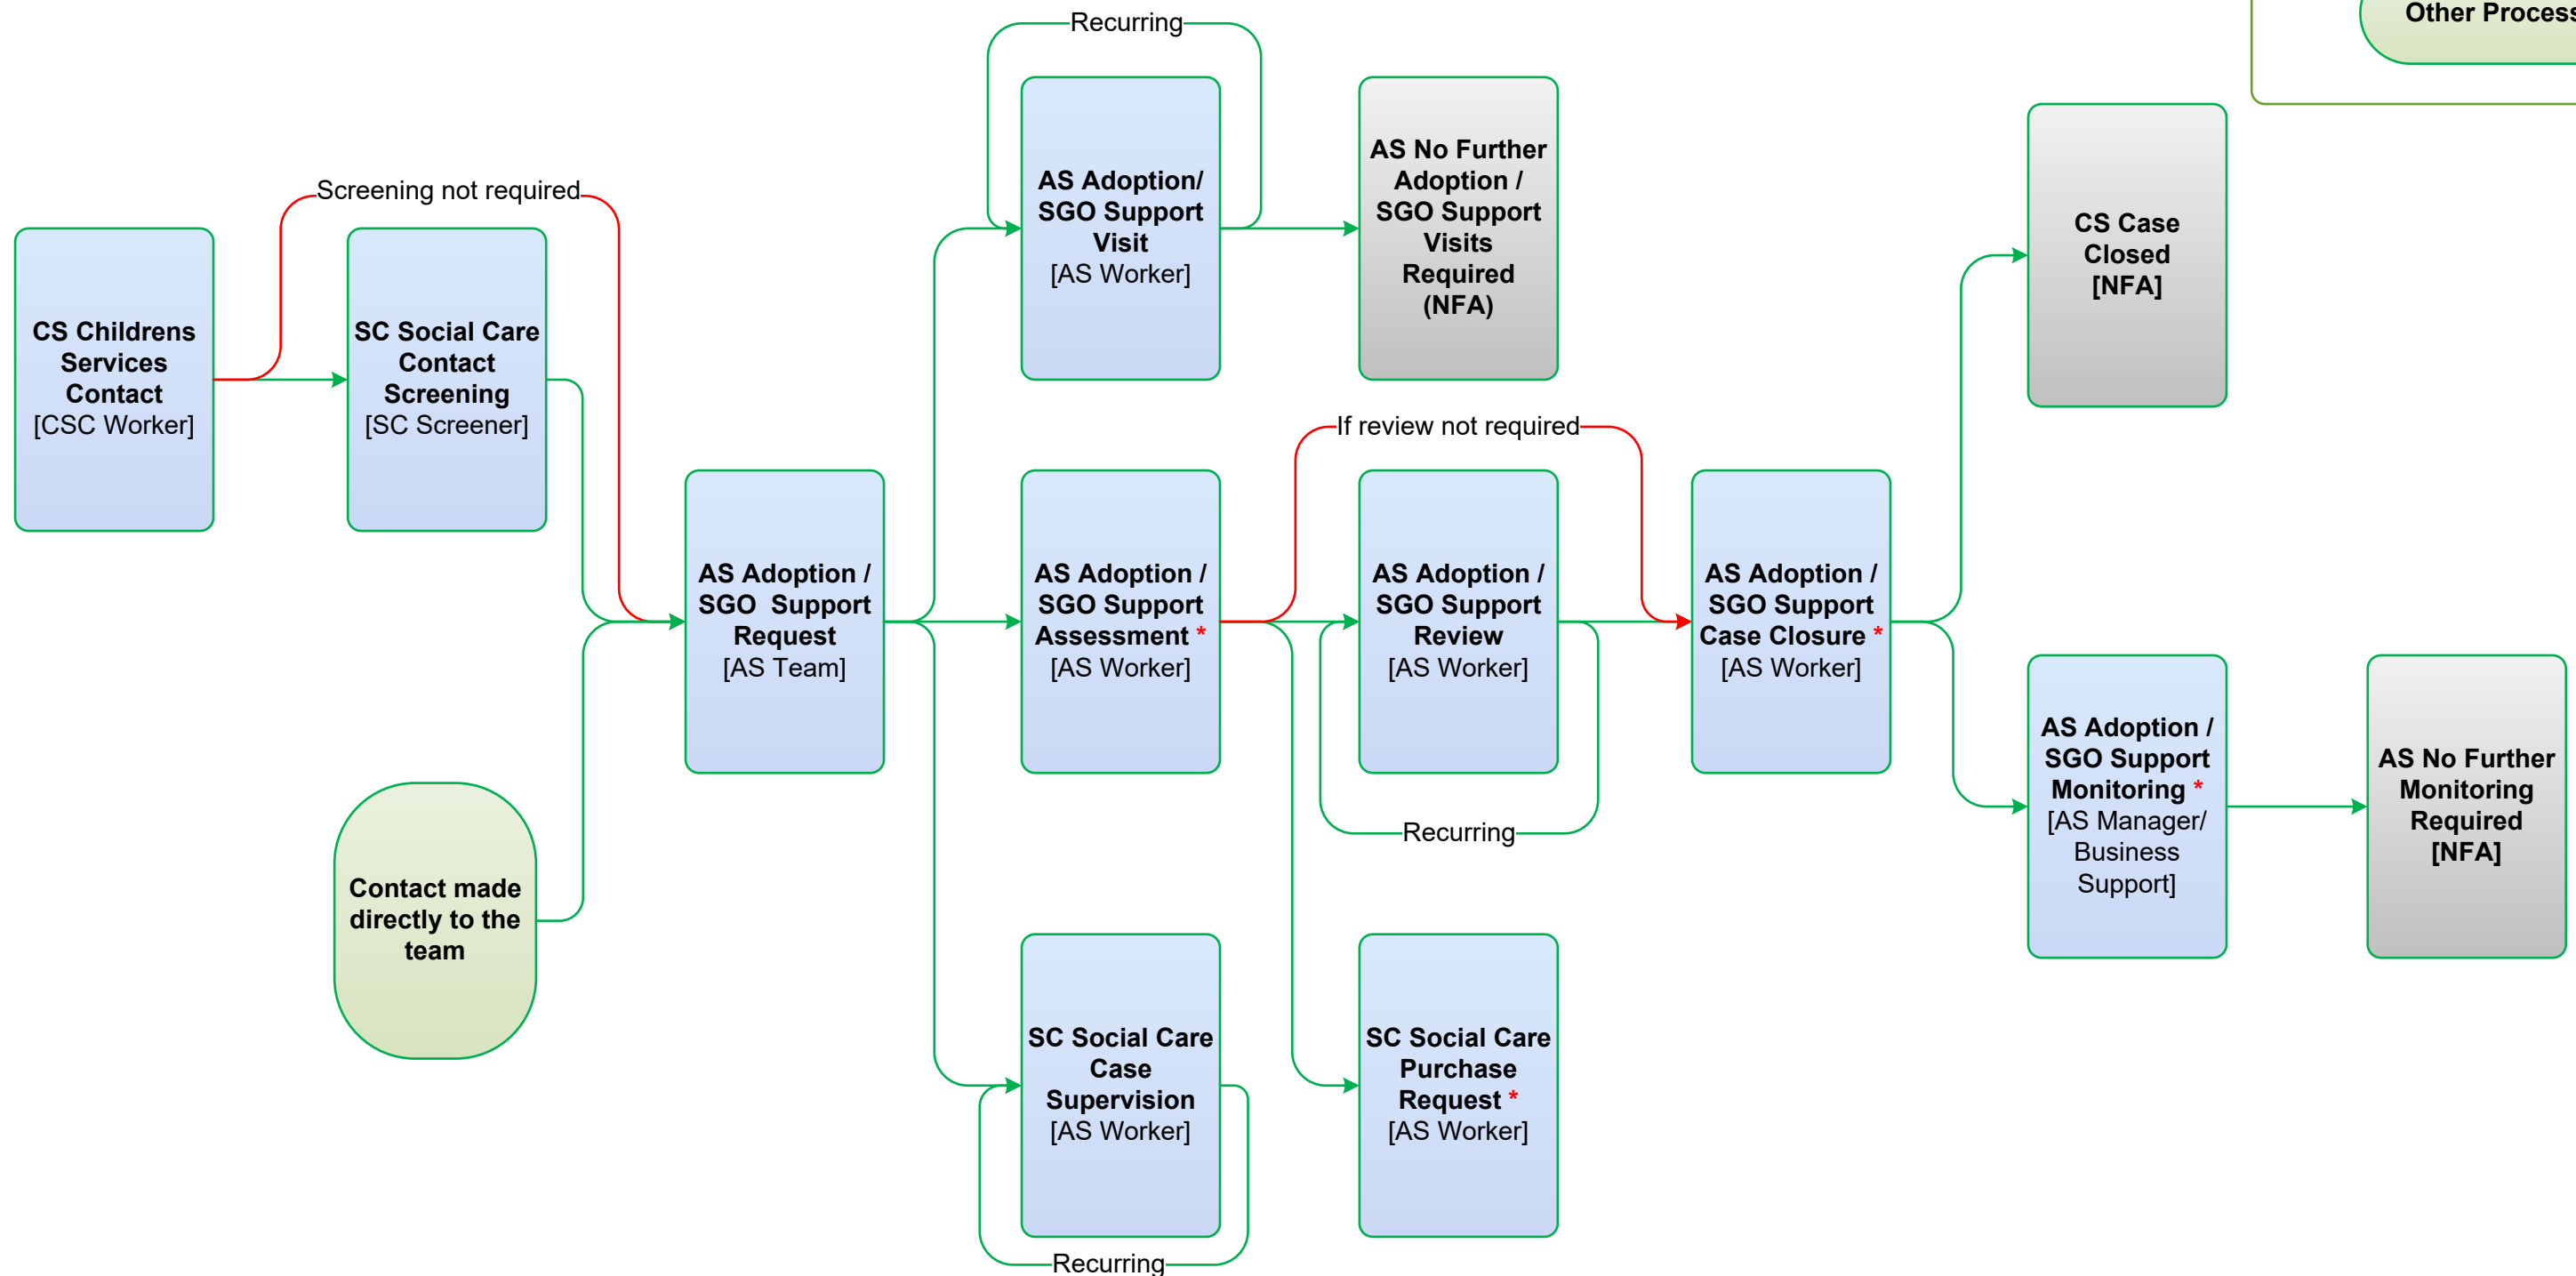 Recurring
Other Process
Screening not required
CS Childrens
Services
Contact
[CSC Worker]
SC Social Care
Contact
Screening
[SC Screener]
AS Adoption/
SGO Support
Visit
[AS Worker]
AS No Further
Adoption /
SGO Support
Visits
Required
(NFA)
CS Case
Closed
[NFA]
If review not required
AS Adoption /
SGO Support
Request
[AS Team]
AS Adoption /
SGO Support
Assessment *
[AS Worker]
AS Adoption /
SGO Support
Review
[AS Worker]
Recurring
AS Adoption /
SGO Support
Case Closure *
[AS Worker]
AS Adoption /
SGO Support
Monitoring *
[AS Manager/
Business
Support]
AS No Further
Monitoring
Required
[NFA]
Contact made
directly to the
team
SC Social Care
Case
Supervision
[AS Worker]
Recurring
SC Social Care
Purchase
Request *
[AS Worker]